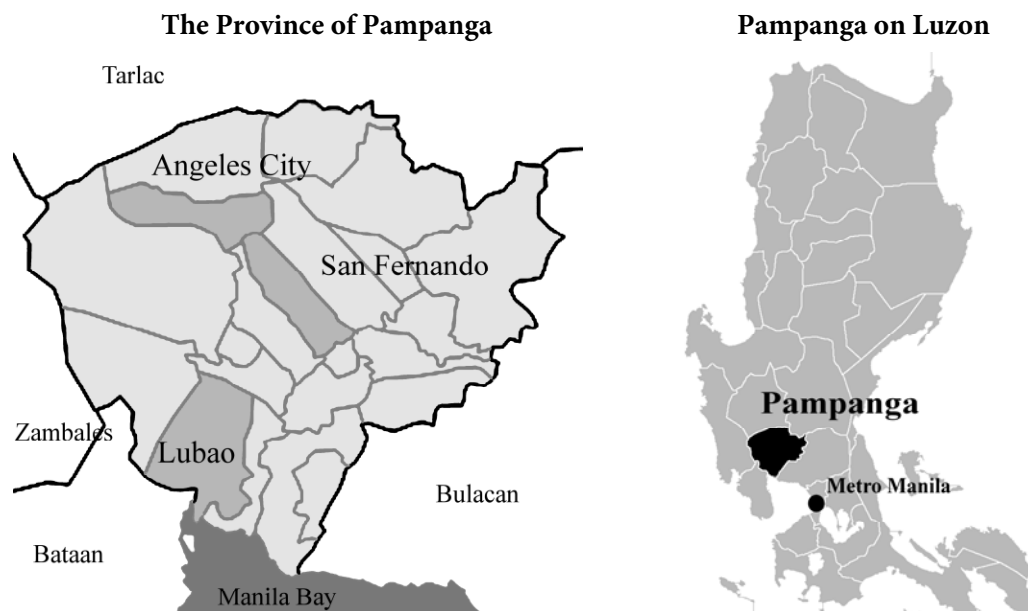 The Province of Pampanga
Tarlac
Angeles City
San Fernando
Zambales
Lubao
Bulacan
Bataan
Manila Bay
Pampanga on Luzon
Pampanga
Metro Manila